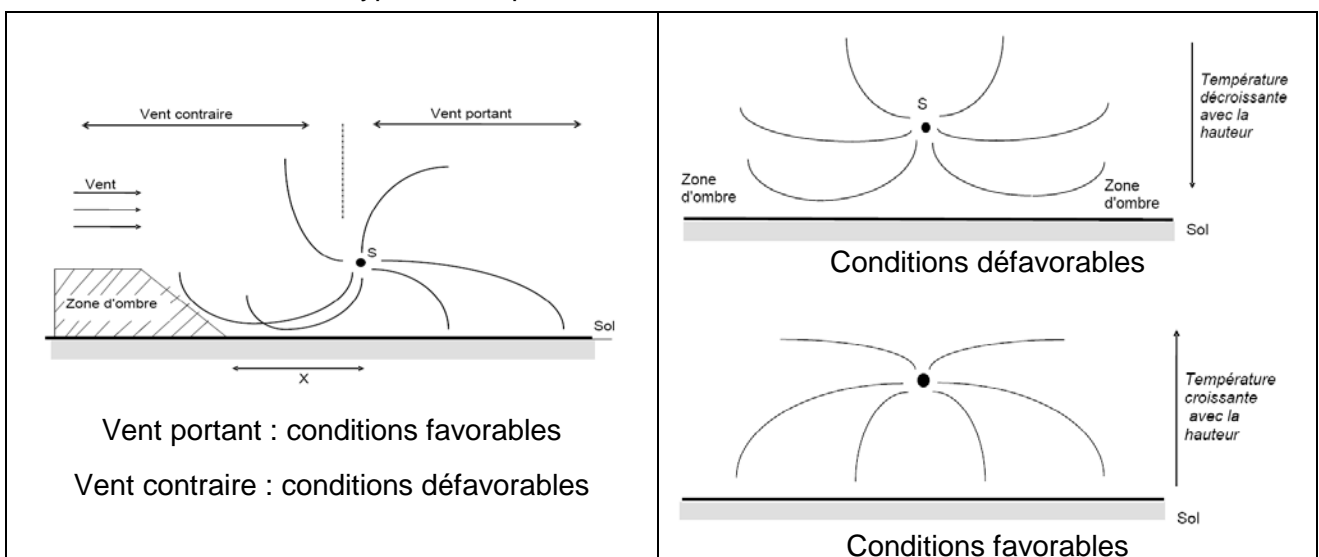 Vent contraire
Vent portant
Vent
S
Zone d'ombre
Sol
X
Vent portant : conditions favorables
Vent contraire : conditions défavorables
S
Température
décroissante
avec la
hauteur
Zone
d'ombre
Zone
d'ombre
Sol
Conditions défavorables
Température
croissante
avec la
hauteur
Sol
Conditions favorables